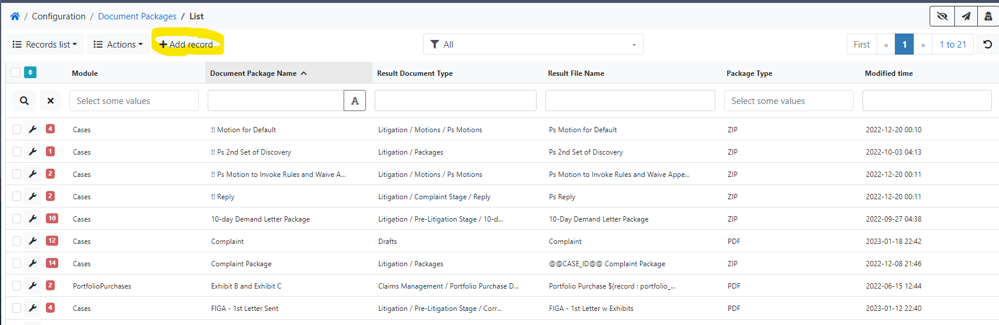 / Configuration / Document Packages / List
Records list Actions Add record All First « 1 » 1 to 21
Module Document Package Name Result Document Type Result File Name Package Type Modified time
Select some values A Select some values
4 Cases !! Motion for Default Litigation / Motions / Ps Motions Ps Motion for Default ZIP 2022-12-20 00:10
1 Cases !! Ps 2nd Set of Discovery Litigation / Packages Ps 2nd Set of Discovery ZIP 2022-10-03 04:13
2 Cases !! Ps Motion to Invoke Rules and Waive A... Litigation / Motions / Ps Motions Ps Motion to Invoke Rules and Waive Appe... ZIP 2022-12-20 00:11
2 Cases !! Reply Litigation / Complaint Stage / Reply Ps Reply ZIP 2022-12-20 00:11
10 Cases 10-day Demand Letter Package Litigation / Pre-Litigation Stage / 10-d... 10-Day Demand Letter Package ZIP 2022-09-27 04:38
12 Cases Complaint Drafts Complaint PDF 2023-01-18 22:42
14 Cases Complaint Package Litigation / Packages @@CASE_ID@@ Complaint Package ZIP 2022-12-08 21:46
2 PortfolioPurchases Exhibit B and Exhibit C Claims Management / Portfolio Purchase D... Portfolio Purchase $(record : portfolio_... PDF 2022-06-15 12:44
4 Cases FIGA - 1st Letter Sent Litigation / Pre-Litigation Stage / Corr... FIGA - 1st Letter w Exhibits PDF 2023-01-12 22:40